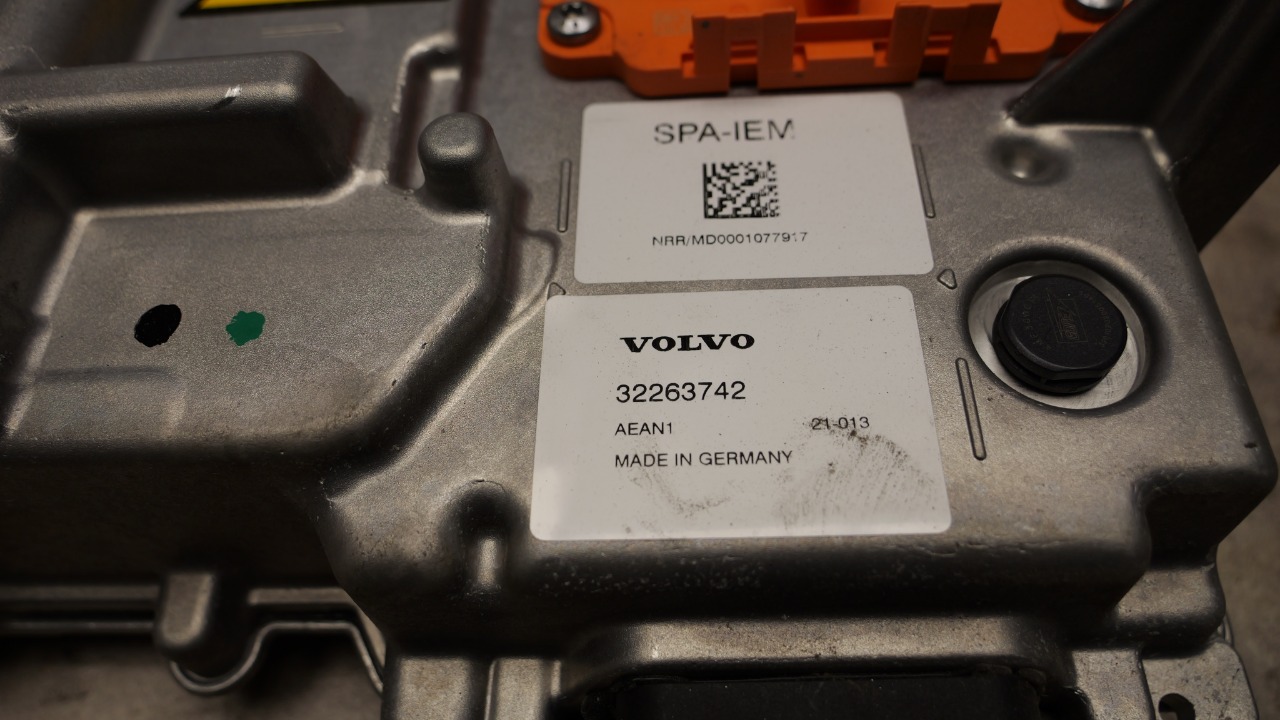 SPA-IEM
NRR/MD0001077917
VOLVO
32263742
AEAN1 21-013
MADE IN GERMANY